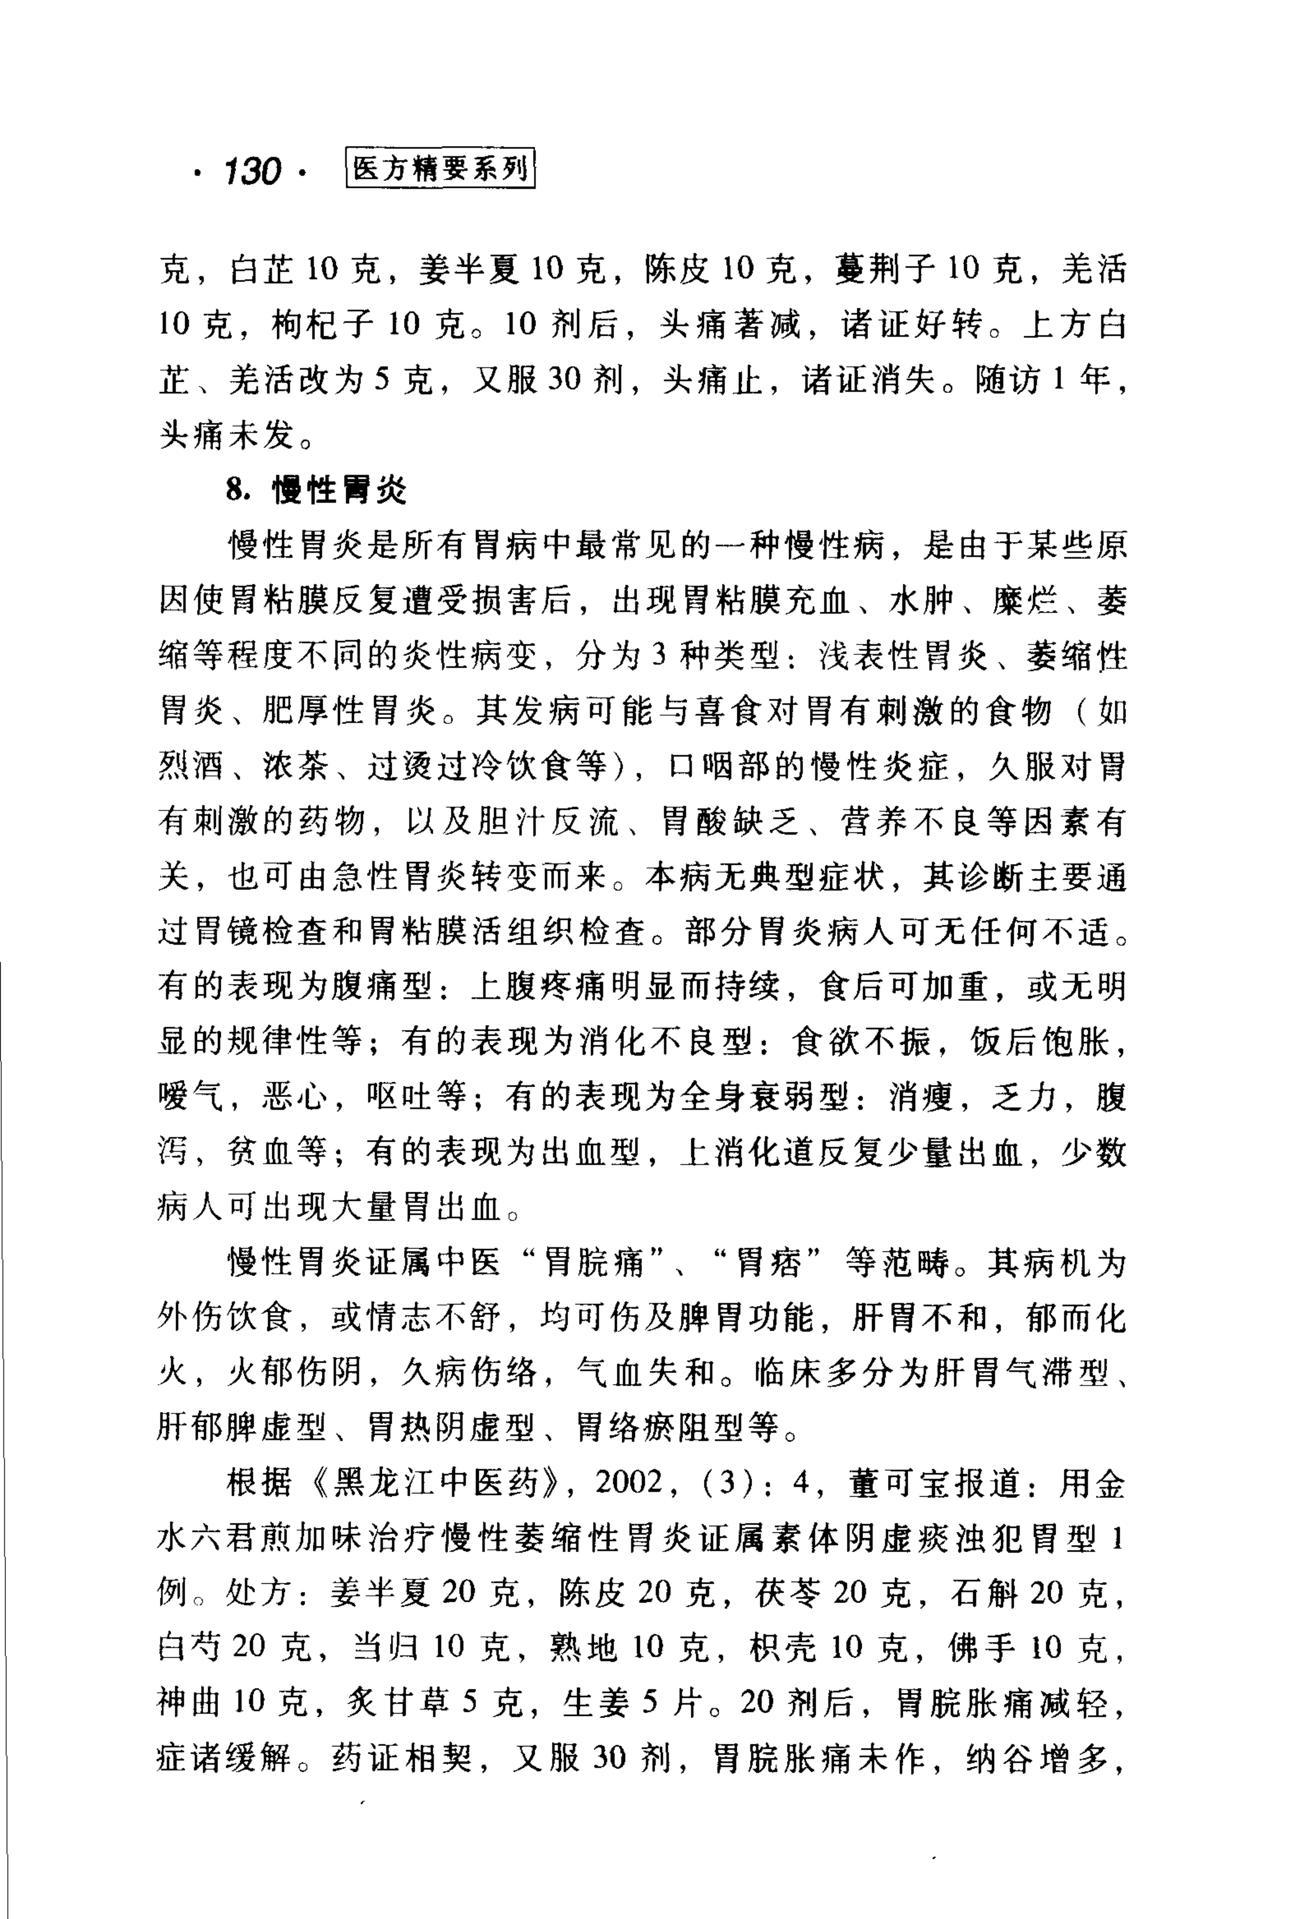 ·130· 医方精要系列
克，白芷 10 克，姜半夏 10 克，陈皮 10 克，蔓荆子 10 克，羌活
10 克，枸杞子 10 克。10 剂后，头痛著减，诸证好转。上方白
芷、羌活改为 5 克，又服 30 剂，头痛止，诸证消失。随访 1 年，
头痛未发。
8. 慢性胃炎
慢性胃炎是所有胃病中最常见的一种慢性病，是由于某些原
因使胃粘膜反复遭受损害后，出现胃粘膜充血、水肿、糜烂、萎
缩等程度不同的炎性病变，分为 3 种类型：浅表性胃炎、萎缩性
胃炎、肥厚性胃炎。其发病可能与喜食对胃有刺激的食物（如
烈酒、浓茶、过烫过冷饮食等），口咽部的慢性炎症，久服对胃
有刺激的药物，以及胆汁反流、胃酸缺乏、营养不良等因素有
关，也可由急性胃炎转变而来。本病无典型症状，其诊断主要通
过胃镜检查和胃粘膜活组织检查。部分胃炎病人可无任何不适。
有的表现为腹痛型：上腹疼痛明显而持续，食后可加重，或无明
显的规律性等；有的表现为消化不良型：食欲不振，饭后饱胀，
嗳气，恶心，呕吐等；有的表现为全身衰弱型：消瘦，乏力，腹
泻，贫血等；有的表现为出血型，上消化道反复少量出血，少数
病人可出现大量胃出血。
慢性胃炎证属中医“胃脘痛”、“胃痞”等范畴。其病机为
外伤饮食，或情志不舒，均可伤及脾胃功能，肝胃不和，郁而化
火，火郁伤阴，久病伤络，气血失和。临床多分为肝胃气滞型、
肝郁脾虚型、胃热阴虚型、胃络瘀阻型等。
根据《黑龙江中医药》，2002，（3）：4，董可宝报道：用金
水六君煎加味治疗慢性萎缩性胃炎证属素体阴虚痰浊犯胃型 1
例。处方：姜半夏 20 克，陈皮 20 克，茯苓 20 克，石斛 20 克，
白芍 20 克，当归 10 克，熟地 10 克，枳壳 10 克，佛手 10 克，
神曲 10 克，炙甘草 5 克，生姜 5 片。20 剂后，胃脘胀痛减轻，
症诸缓解。药证相契，又服 30 剂，胃脘胀痛未作，纳谷增多，